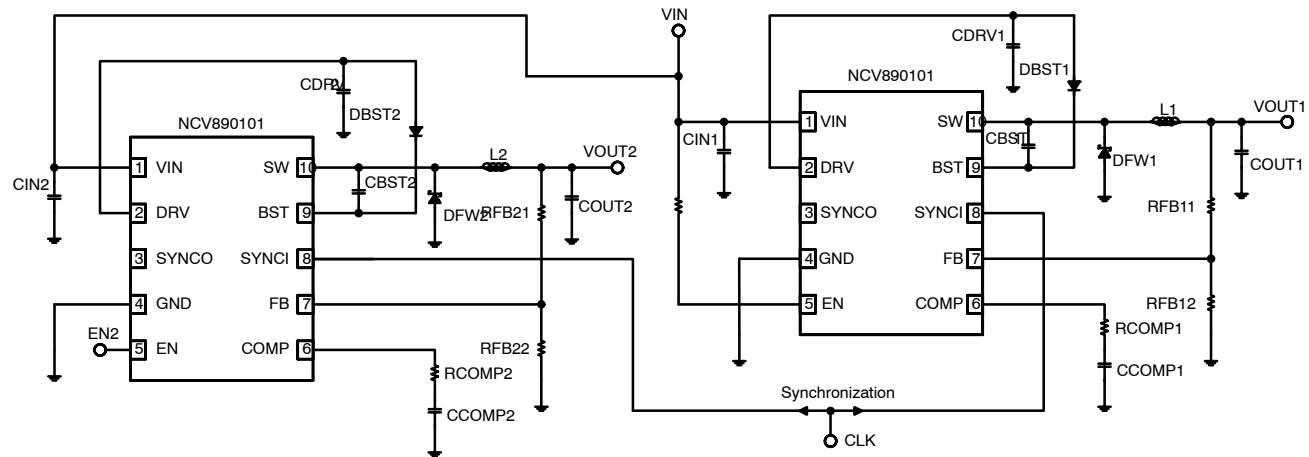 VIN
CDRV1
DBST1
NCV890101
CDRV2
DBST2
NCV890101
1 VIN
SW 10
L1
VOUT1
CIN1
CBST1
2 DRV
BST 9
DFW1
COUT1
3 SYNCO
SYNCI 8
RFB11
4 GND
FB 7
5 EN
COMP 6
RFB12
RCOMP1
CCOMP1
1 VIN
SW 10
L2
VOUT2
CIN2
CBST2
2 DRV
BST 9
DFW2
RFB21
COUT2
3 SYNCO
SYNCI 8
4 GND
FB 7
EN2
5 EN
COMP 6
RFB22
RCOMP2
CCOMP2
Synchronization
CLK